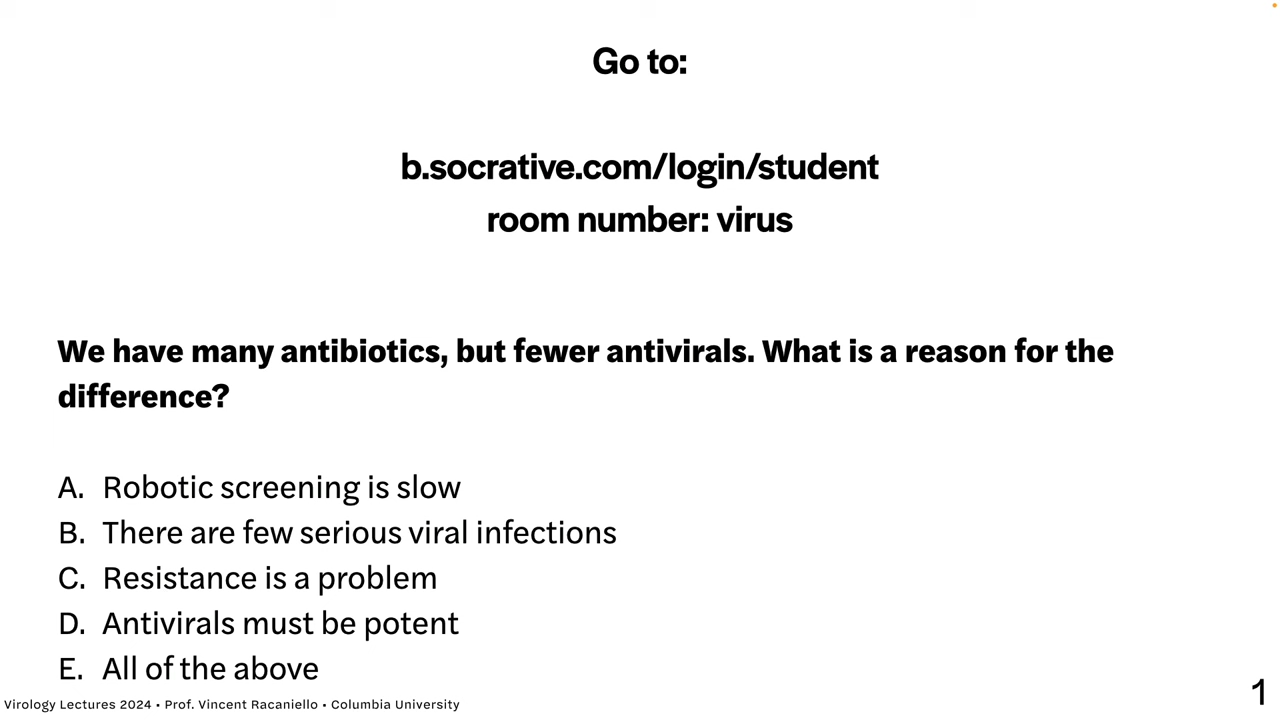 Go to:
b.socrative.com/login/student
room number: virus
We have many antibiotics, but fewer antivirals. What is a reason for the
difference?
A. Robotic screening is slow
B. There are few serious viral infections
C. Resistance is a problem
D. Antivirals must be potent
E. All of the above
Virology Lectures 2024 • Prof. Vincent Racaniello • Columbia University
1